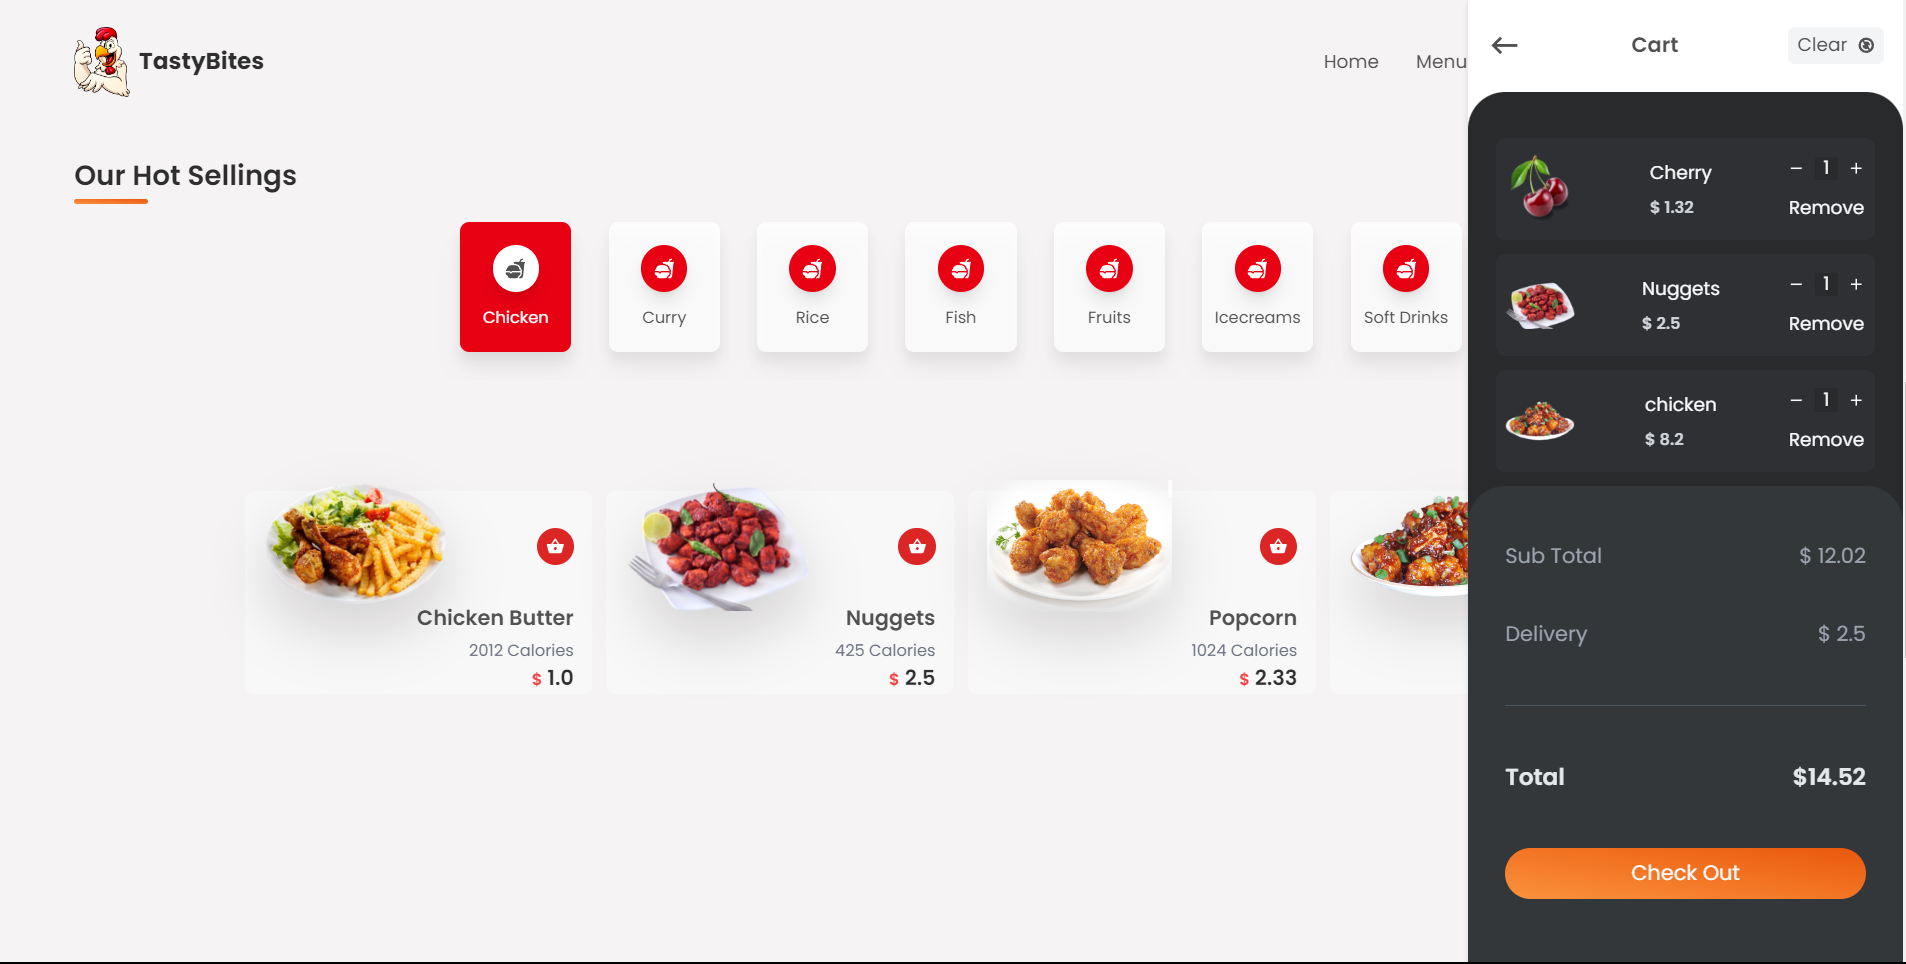 TastyBites
Home
Menu
Our Hot Sellings
Chicken
Curry
Rice
Fish
Fruits
Icecreams
Soft Drinks
Chicken Butter
2012 Calories
$ 1.0
Nuggets
425 Calories
$ 2.5
Popcorn
1024 Calories
$ 2.33
Cart
Clear
Cherry
$ 1.32
− 1 +
Remove
Nuggets
$ 2.5
− 1 +
Remove
chicken
$ 8.2
− 1 +
Remove
Sub Total
$ 12.02
Delivery
$ 2.5
Total
$14.52
Check Out